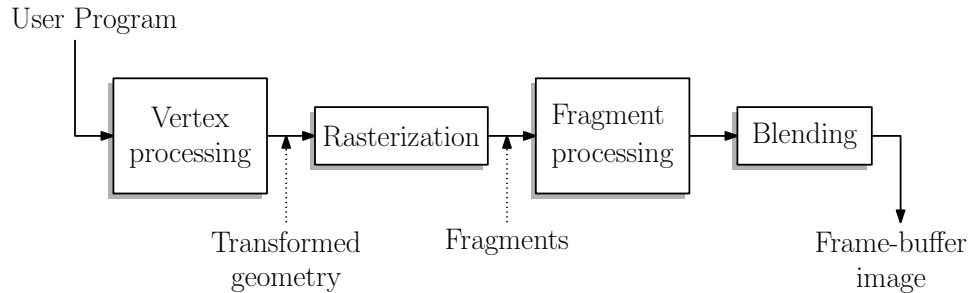 User Program
Vertex
processing
Rasterization
Fragment
processing
Blending
Transformed
geometry
Fragments
Frame-buffer
image